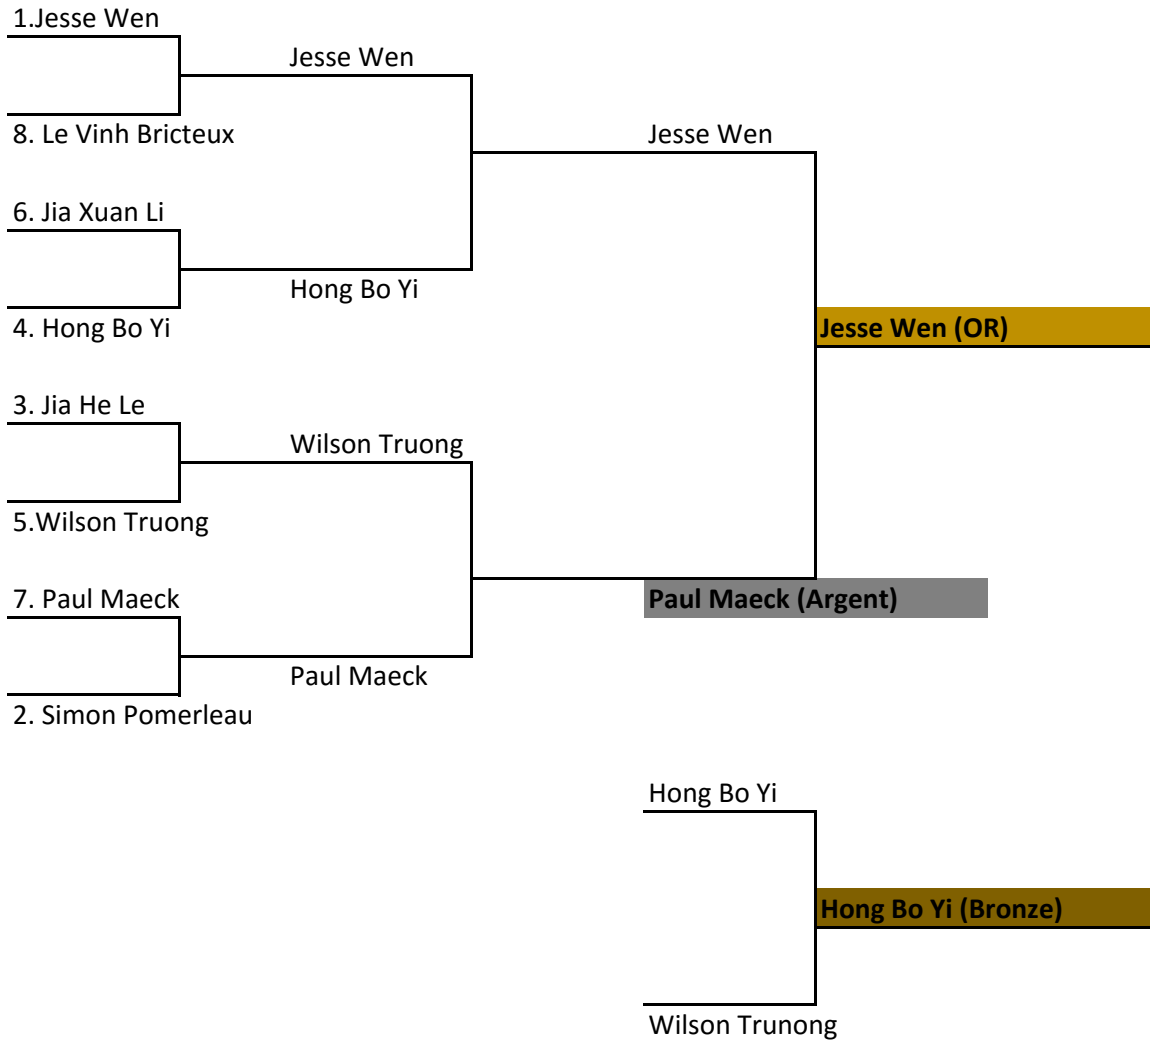 1.Jesse Wen
Jesse Wen
8. Le Vinh Bricteux
Jesse Wen
6. Jia Xuan Li
Hong Bo Yi
4. Hong Bo Yi
Jesse Wen (OR)
3. Jia He Le
Wilson Truong
5.Wilson Truong
7. Paul Maeck
Paul Maeck (Argent)
Paul Maeck
2. Simon Pomerleau
Hong Bo Yi
Hong Bo Yi (Bronze)
Wilson Trunong